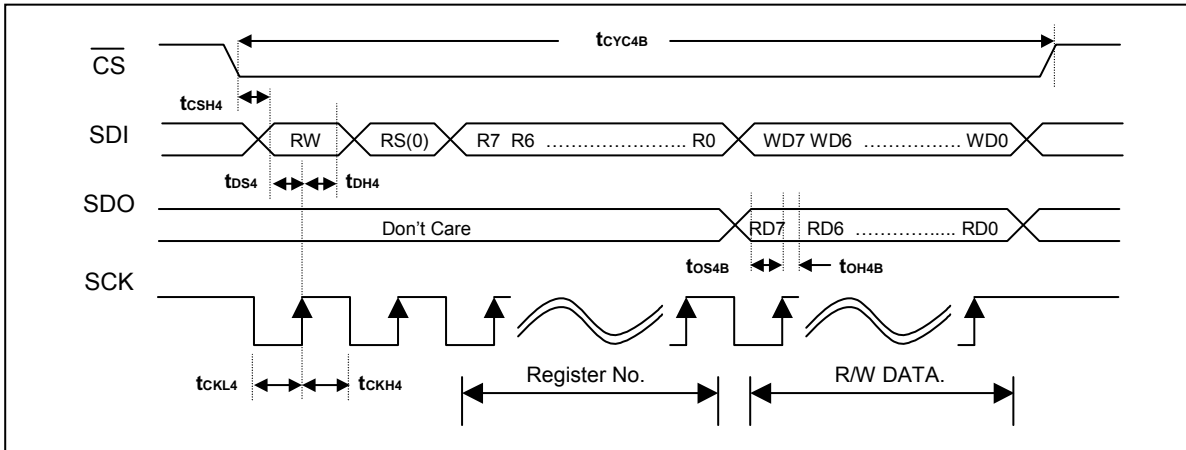 tCYC4B
CS
tCSH4
SDI RW RS(0) R7 R6 ........................ R0 WD7 WD6 ................ WD0
tDS4 tDH4
SDO
Don't Care RD7 RD6 ................. RD0
tOS4B tOH4B
SCK
tCKL4 tCKH4 Register No. R/W DATA.